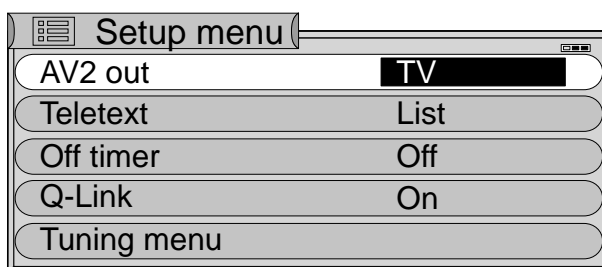 Setup menu
AV2 out TV
Teletext List
Off timer Off
Q-Link On
Tuning menu